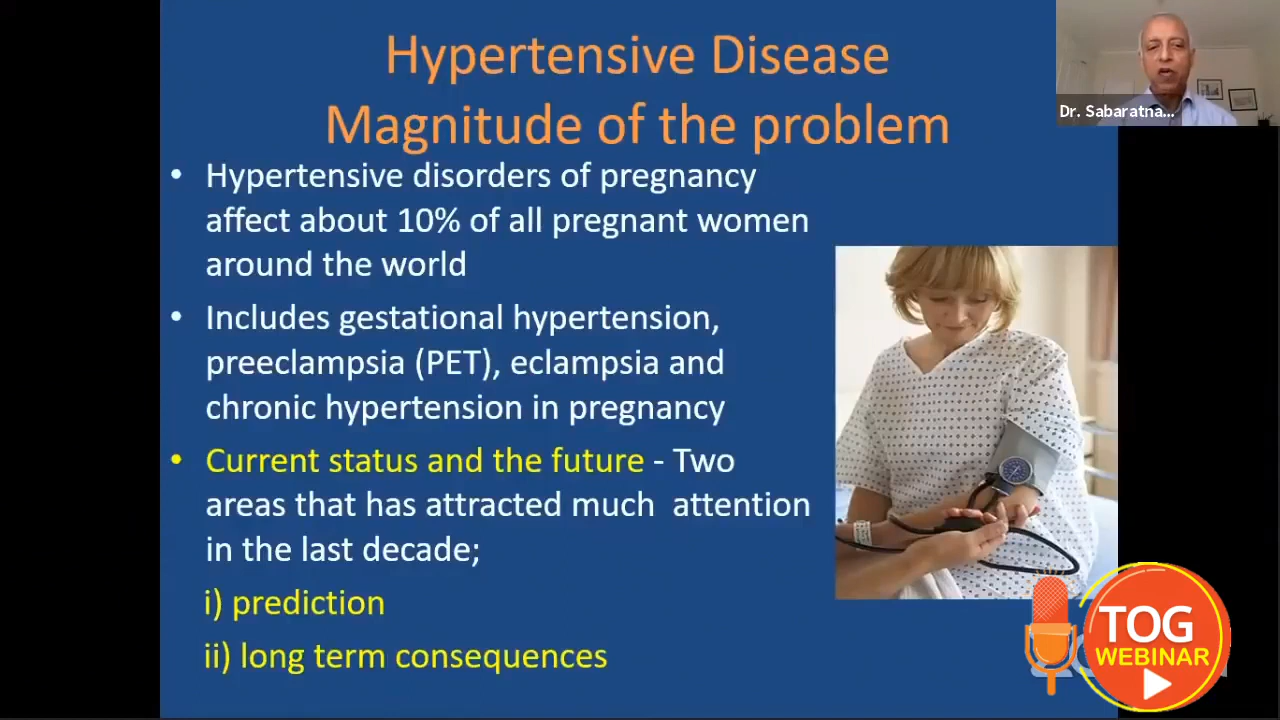 Hypertensive Disease
Magnitude of the problem
Dr. Sabaratna...
• Hypertensive disorders of pregnancy
affect about 10% of all pregnant women
around the world
• Includes gestational hypertension,
preeclampsia (PET), eclampsia and
chronic hypertension in pregnancy
• Current status and the future - Two
areas that has attracted much  attention
in the last decade;
i) prediction
ii) long term consequences
TOG
WEBINAR